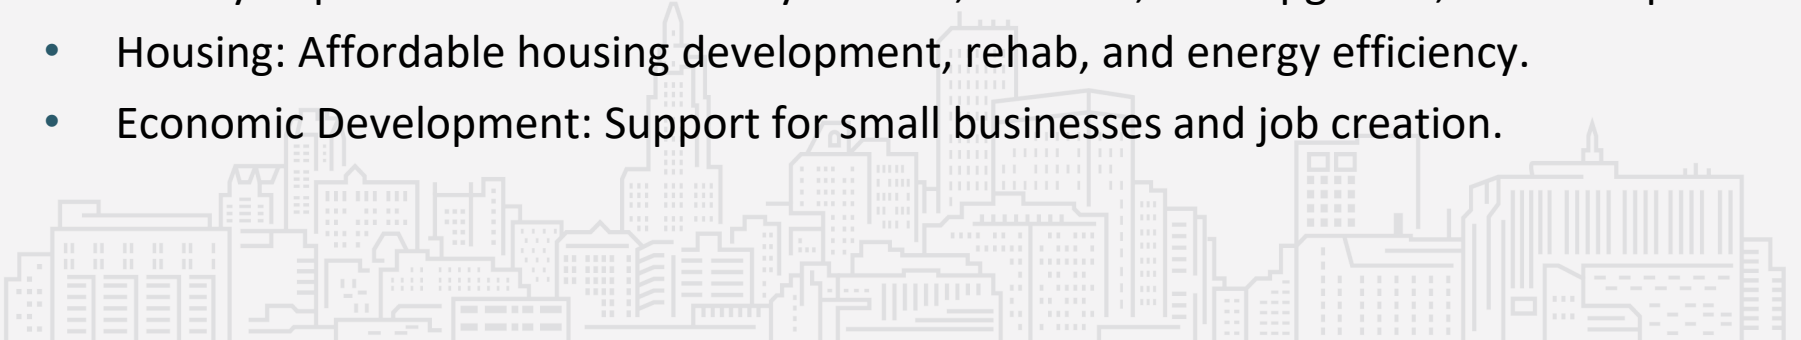 • Housing: Affordable housing development, rehab, and energy efficiency.
• Economic Development: Support for small businesses and job creation.